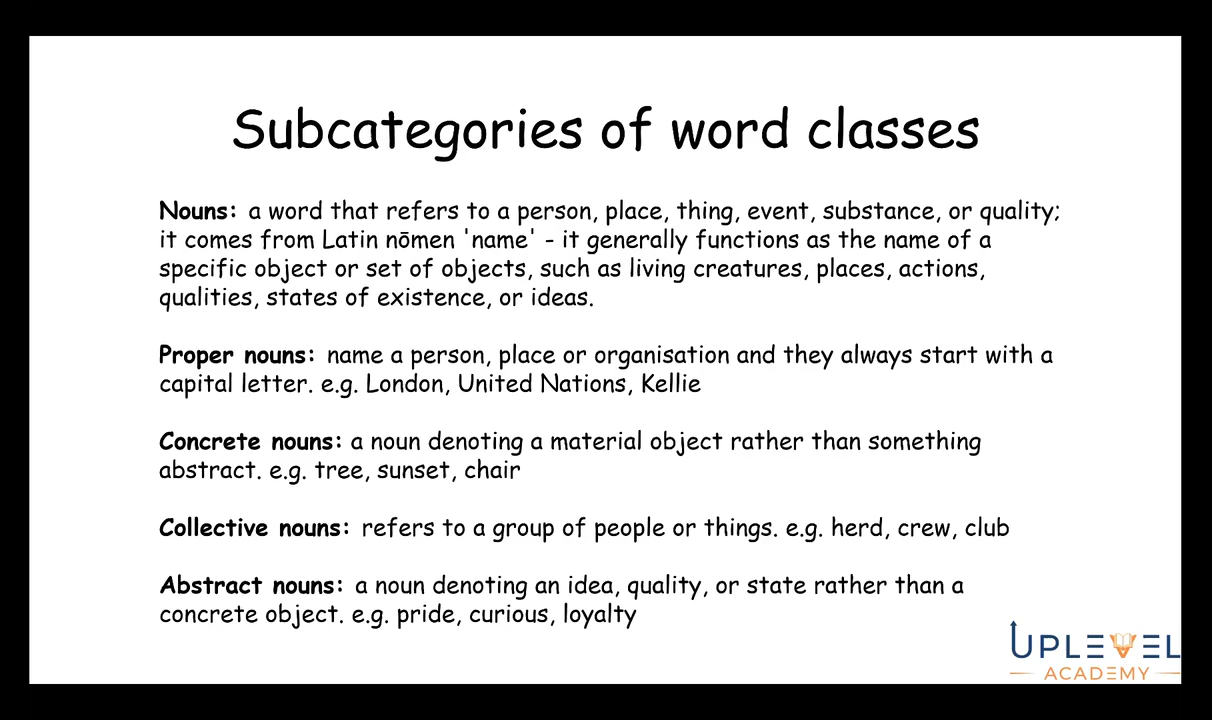 Subcategories of word classes
Nouns: a word that refers to a person, place, thing, event, substance, or quality;
it comes from Latin nōmen 'name' - it generally functions as the name of a
specific object or set of objects, such as living creatures, places, actions,
qualities, states of existence, or ideas.
Proper nouns: name a person, place or organisation and they always start with a
capital letter. e.g. London, United Nations, Kellie
Concrete nouns: a noun denoting a material object rather than something
abstract. e.g. tree, sunset, chair
Collective nouns: refers to a group of people or things. e.g. herd, crew, club
Abstract nouns: a noun denoting an idea, quality, or state rather than a
concrete object. e.g. pride, curious, loyalty
UPLEVEL
ACADEMY